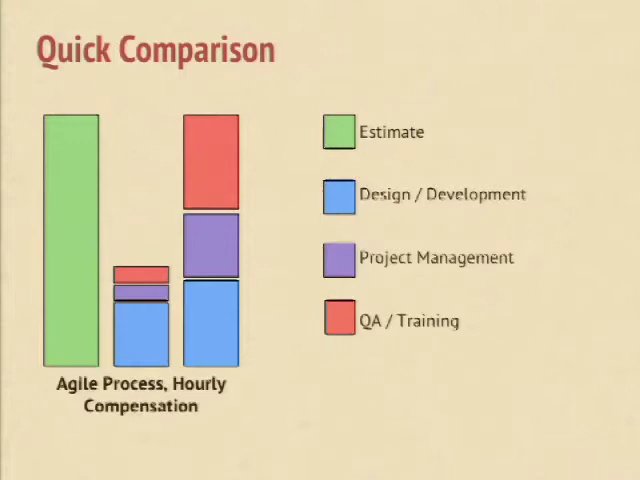 Quick Comparison
Estimate
Design / Development
Project Management
QA / Training
Agile Process, Hourly
Compensation